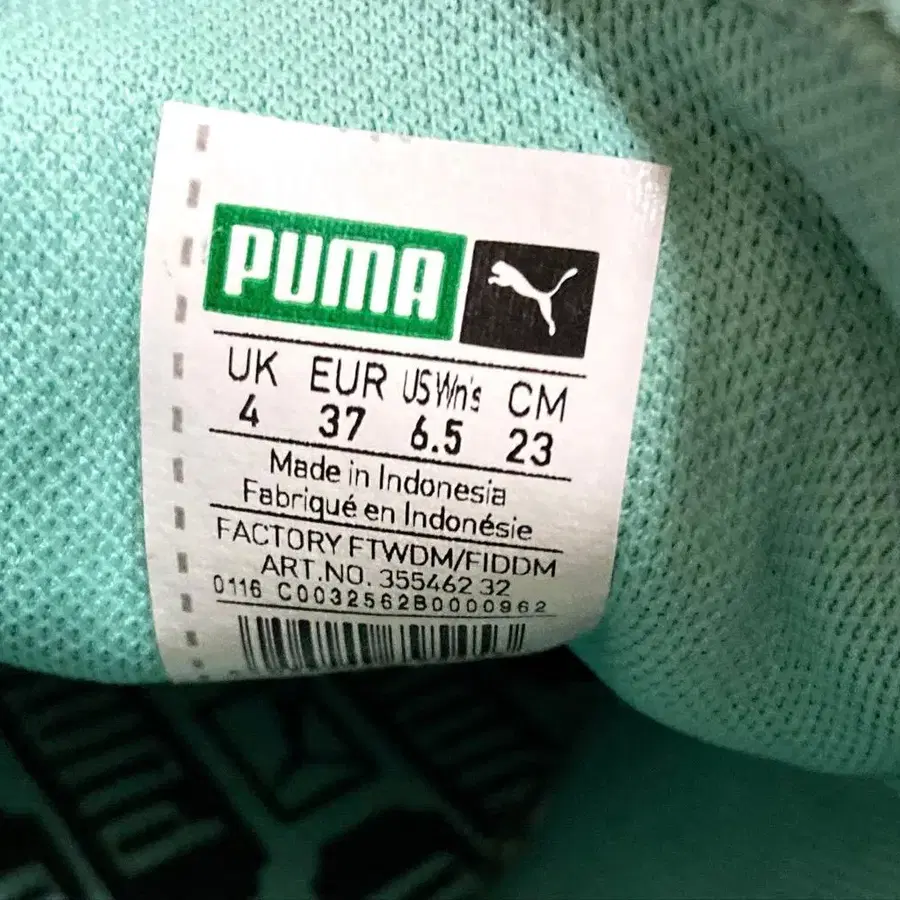 PUMA
UK EUR US Wn's CM
4 37 6.5 23
Made in Indonesia
Fabriqué en Indonésie
FACTORY FTWDM/FIDDM
ART.NO. 355462 32
0116 C0032562B0000962